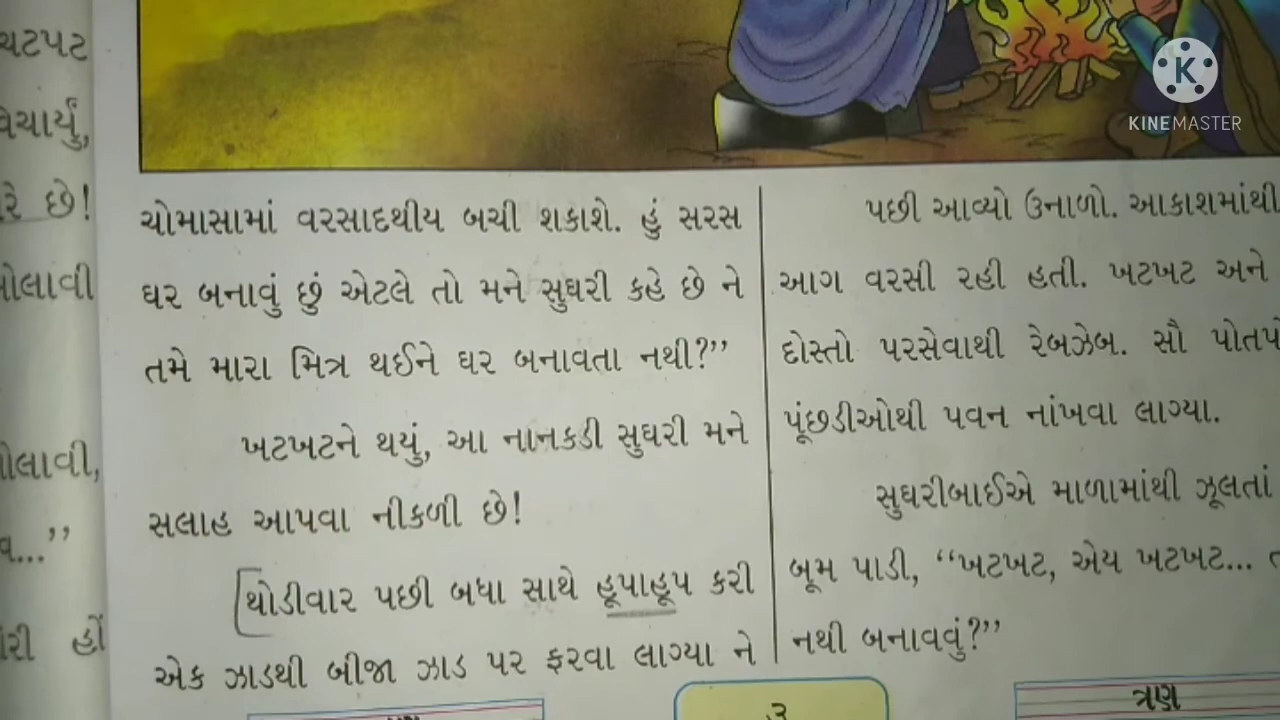 KINEMASTER
છે!
ચોમાસામાં વરસાદથીય બચી શકાશે. હું સરસ
ઘર બનાવું છું એટલે તો મને સુઘરી કહે છે ને
તમે મારા મિત્ર થઈને ઘર બનાવતા નથી?”
ખટખટને થયું, આ નાનકડી સુઘરી મને
સલાહ આપવા નીકળી છે!
થોડીવાર પછી બધા સાથે હૂપાહૂપ કરી
એક ઝાડથી બીજા ઝાડ પર ફરવા લાગ્યા ને
પછી આવ્યો ઉનાળો. આકાશમાંથી
આગ વરસી રહી હતી. ખટખટ અને
દોસ્તો પરસેવાથી રેબઝેબ. સૌ
પૂંછડીઓથી પવન નાંખવા લાગ્યા.
સુઘરીબાઈએ માળામાંથી ઝૂલતાં
બૂમ પાડી, “ખટખટ, એય ખટખટ...
નથી બનાવવું?”
૩
ત્રણ